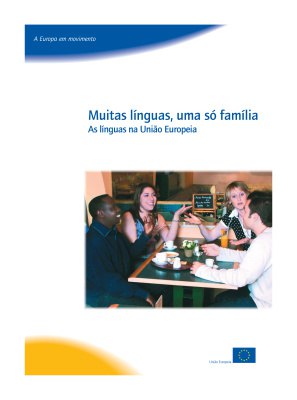 A Europa em movimento
Muitas línguas, uma só família
As línguas na União Europeia
União Europeia